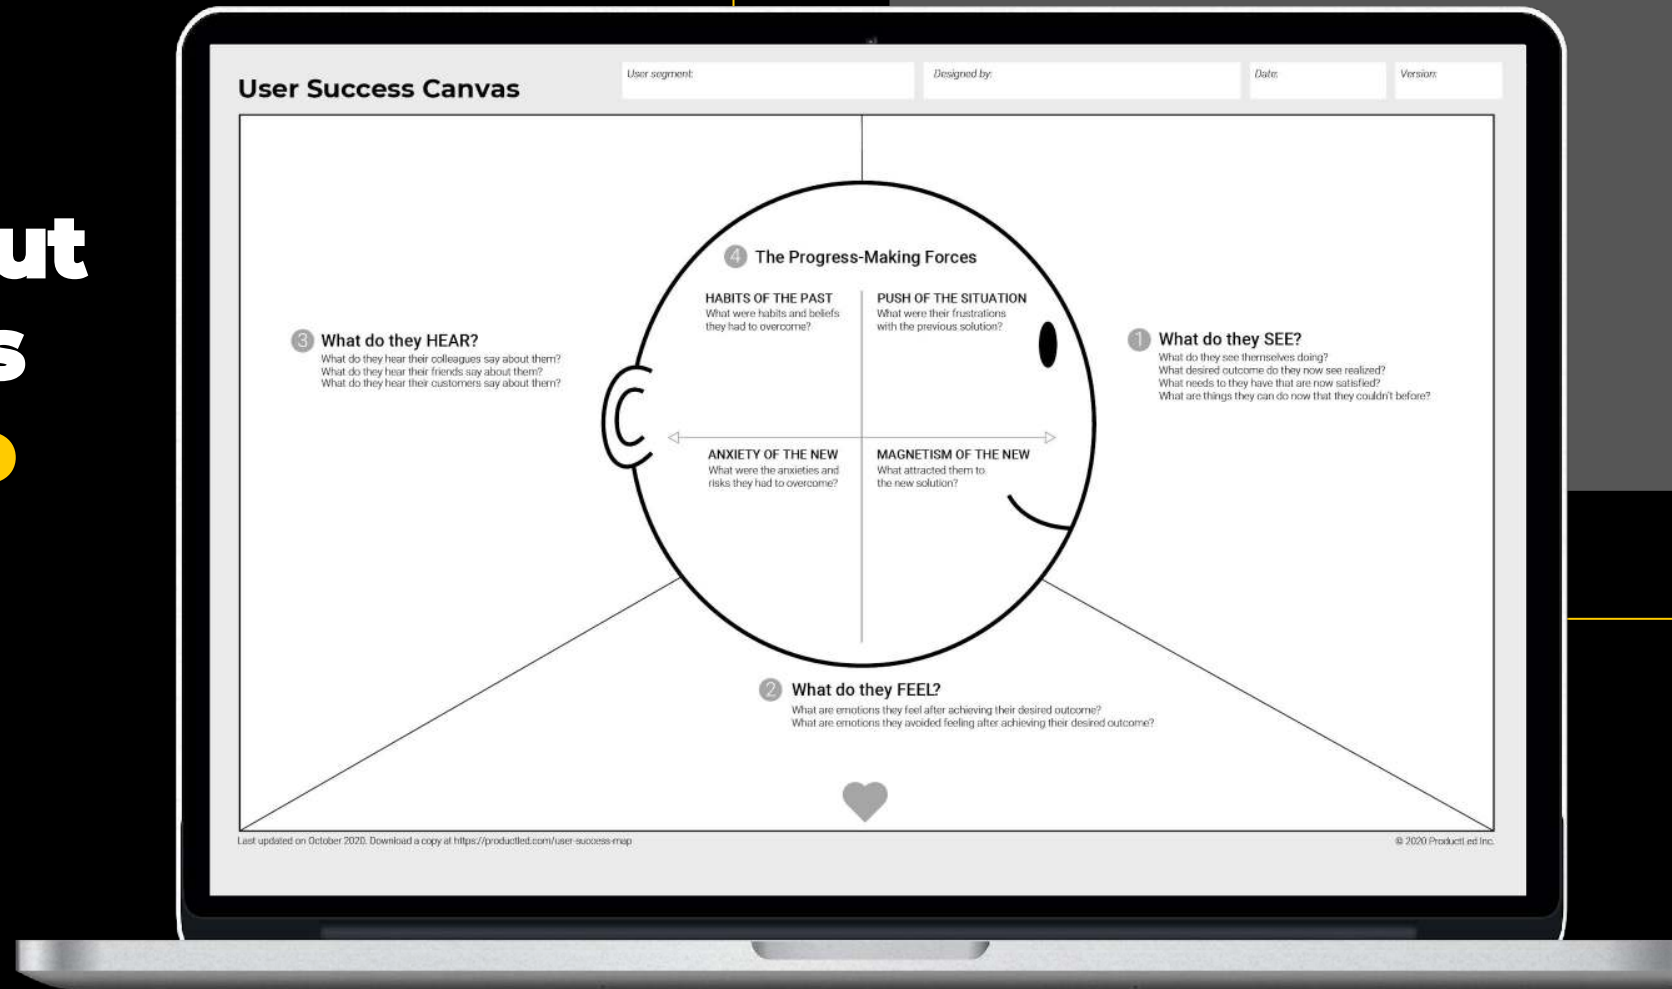 ut
s
User Success Canvas
User segment:
Designed by:
Date:
Version:
4 The Progress-Making Forces
HABITS OF THE PAST
What were habits and beliefs
they had to overcome?
PUSH OF THE SITUATION
What were their frustrations
with the previous solution?
3 What do they HEAR?
What do they hear their colleagues say about them?
What do they hear their friends say about them?
What do they hear their customers say about them?
1 What do they SEE?
What do they see themselves doing?
What desired outcome do they now see realized?
What needs to they have that are now satisfied?
What are things they can do now that they couldn't before?
ANXIETY OF THE NEW
What were the anxieties and
risks they had to overcome?
MAGNETISM OF THE NEW
What attracted them to
the new solution?
2 What do they FEEL?
What are emotions they feel after achieving their desired outcome?
What are emotions they avoided feeling after achieving their desired outcome?
Last updated on October 2020. Download a copy at https://productled.com/user-success-map
© 2020 ProductLed Inc.